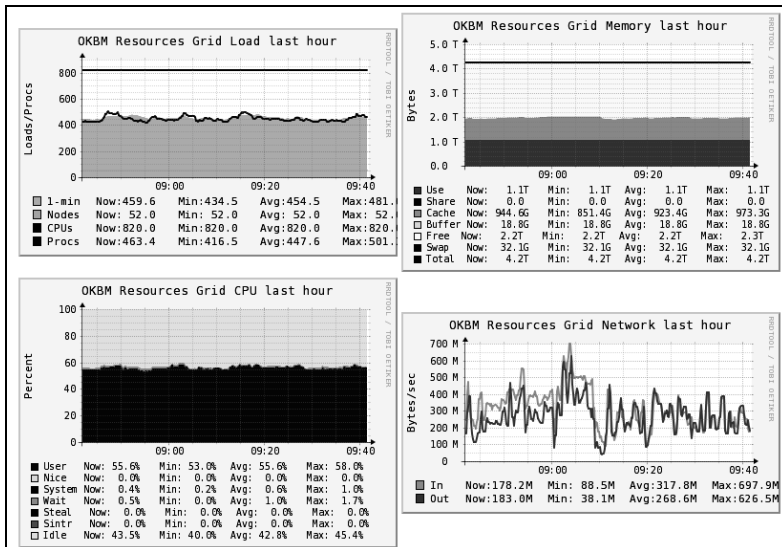 OKBM Resources Grid Load last hour
RRDTOOL / TOBI OETIKER
Loads/Procs
800
600
400
200
0
09:00 09:20 09:40
1-min Now:459.6 Min:434.5 Avg:454.5 Max:481.
Nodes Now: 52.0 Min: 52.0 Avg: 52.0 Max: 52.
CPUs Now:820.0 Min:820.0 Avg:820.0 Max:820.
Procs Now:463.4 Min:416.5 Avg:447.6 Max:501.
OKBM Resources Grid Memory last hour
RRDTOOL / TOBI OETIKER
Bytes
5.0 T
4.0 T
3.0 T
2.0 T
1.0 T
0.0
09:00 09:20 09:40
Use Now: 1.1T Min: 1.1T Avg: 1.1T Max: 1.1T
Share Now: 0.0 Min: 0.0 Avg: 0.0 Max: 0.0
Cache Now: 944.6G Min: 851.4G Avg: 923.4G Max: 973.3G
Buffer Now: 18.8G Min: 18.8G Avg: 18.8G Max: 18.8G
Free Now: 2.2T Min: 2.2T Avg: 2.2T Max: 2.3T
Swap Now: 32.1G Min: 32.1G Avg: 32.1G Max: 32.1G
Total Now: 4.2T Min: 4.2T Avg: 4.2T Max: 4.2T
OKBM Resources Grid CPU last hour
RRDTOOL / TOBI OETIKER
Percent
100
80
60
40
20
0
09:00 09:20 09:40
User Now: 55.6% Min: 53.0% Avg: 55.6% Max: 58.0%
Nice Now: 0.0% Min: 0.0% Avg: 0.0% Max: 0.0%
System Now: 0.4% Min: 0.2% Avg: 0.6% Max: 1.0%
Wait Now: 0.5% Min: 0.0% Avg: 1.0% Max: 1.7%
Steal Now: 0.0% Min: 0.0% Avg: 0.0% Max: 0.0%
Sintr Now: 0.0% Min: 0.0% Avg: 0.0% Max: 0.0%
Idle Now: 43.5% Min: 40.0% Avg: 42.8% Max: 45.4%
OKBM Resources Grid Network last hour
RRDTOOL / TOBI OETIKER
Bytes/sec
700 M
600 M
500 M
400 M
300 M
200 M
100 M
0
09:00 09:20 09:40
In Now:178.2M Min: 88.5M Avg:317.8M Max:697.9M
Out Now:183.0M Min: 38.1M Avg:268.6M Max:626.5M